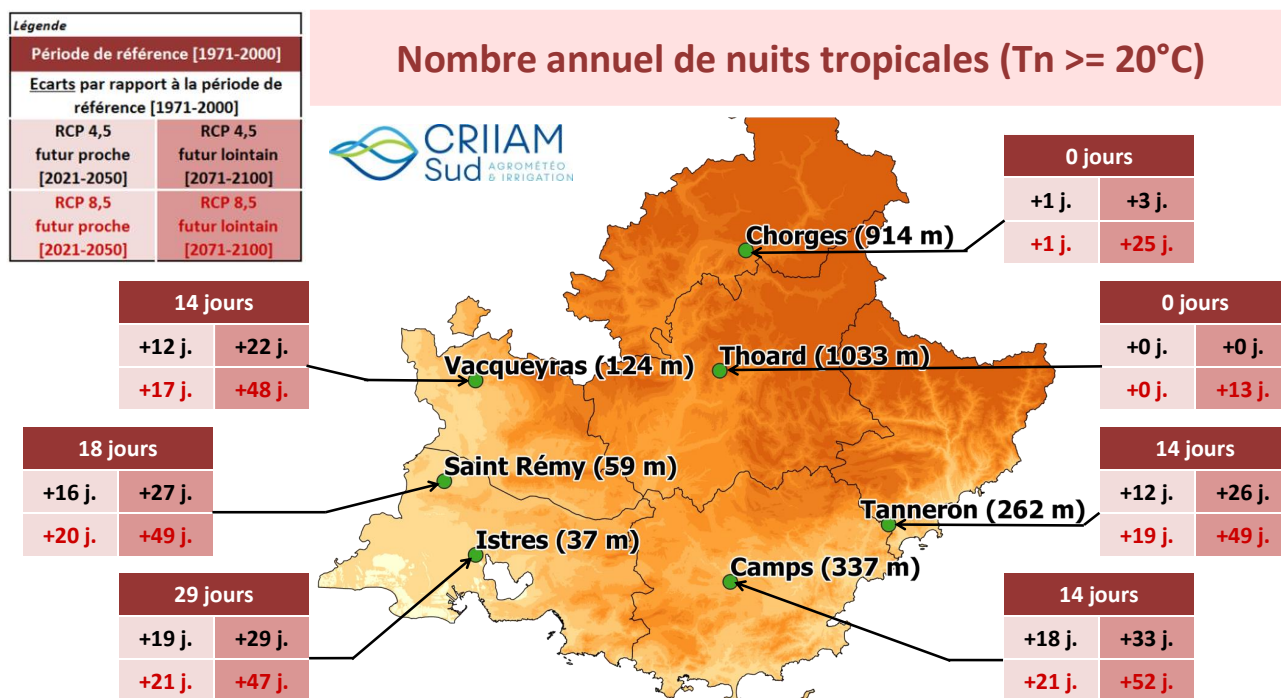 Légende
Période de référence [1971-2000]
Ecarts par rapport à la période de
référence [1971-2000]
RCP 4,5
futur proche
[2021-2050]
RCP 4,5
futur lointain
[2071-2100]
RCP 8,5
futur proche
[2021-2050]
RCP 8,5
futur lointain
[2071-2100]
Nombre annuel de nuits tropicales (Tn >= 20°C)
CRIIAM
Sud AGROMÉTÉO
& IRRIGATION
0 jours
+1 j. +3 j.
+1 j. +25 j.
Chorges (914 m)
14 jours
+12 j. +22 j.
+17 j. +48 j.
Vacqueyras (124 m)
Thoard (1033 m)
0 jours
+0 j. +0 j.
+0 j. +13 j.
18 jours
+16 j. +27 j.
+20 j. +49 j.
Saint Rémy (59 m)
Tanneron (262 m)
14 jours
+12 j. +26 j.
+19 j. +49 j.
Istres (37 m)
29 jours
+19 j. +29 j.
+21 j. +47 j.
Camps (337 m)
14 jours
+18 j. +33 j.
+21 j. +52 j.